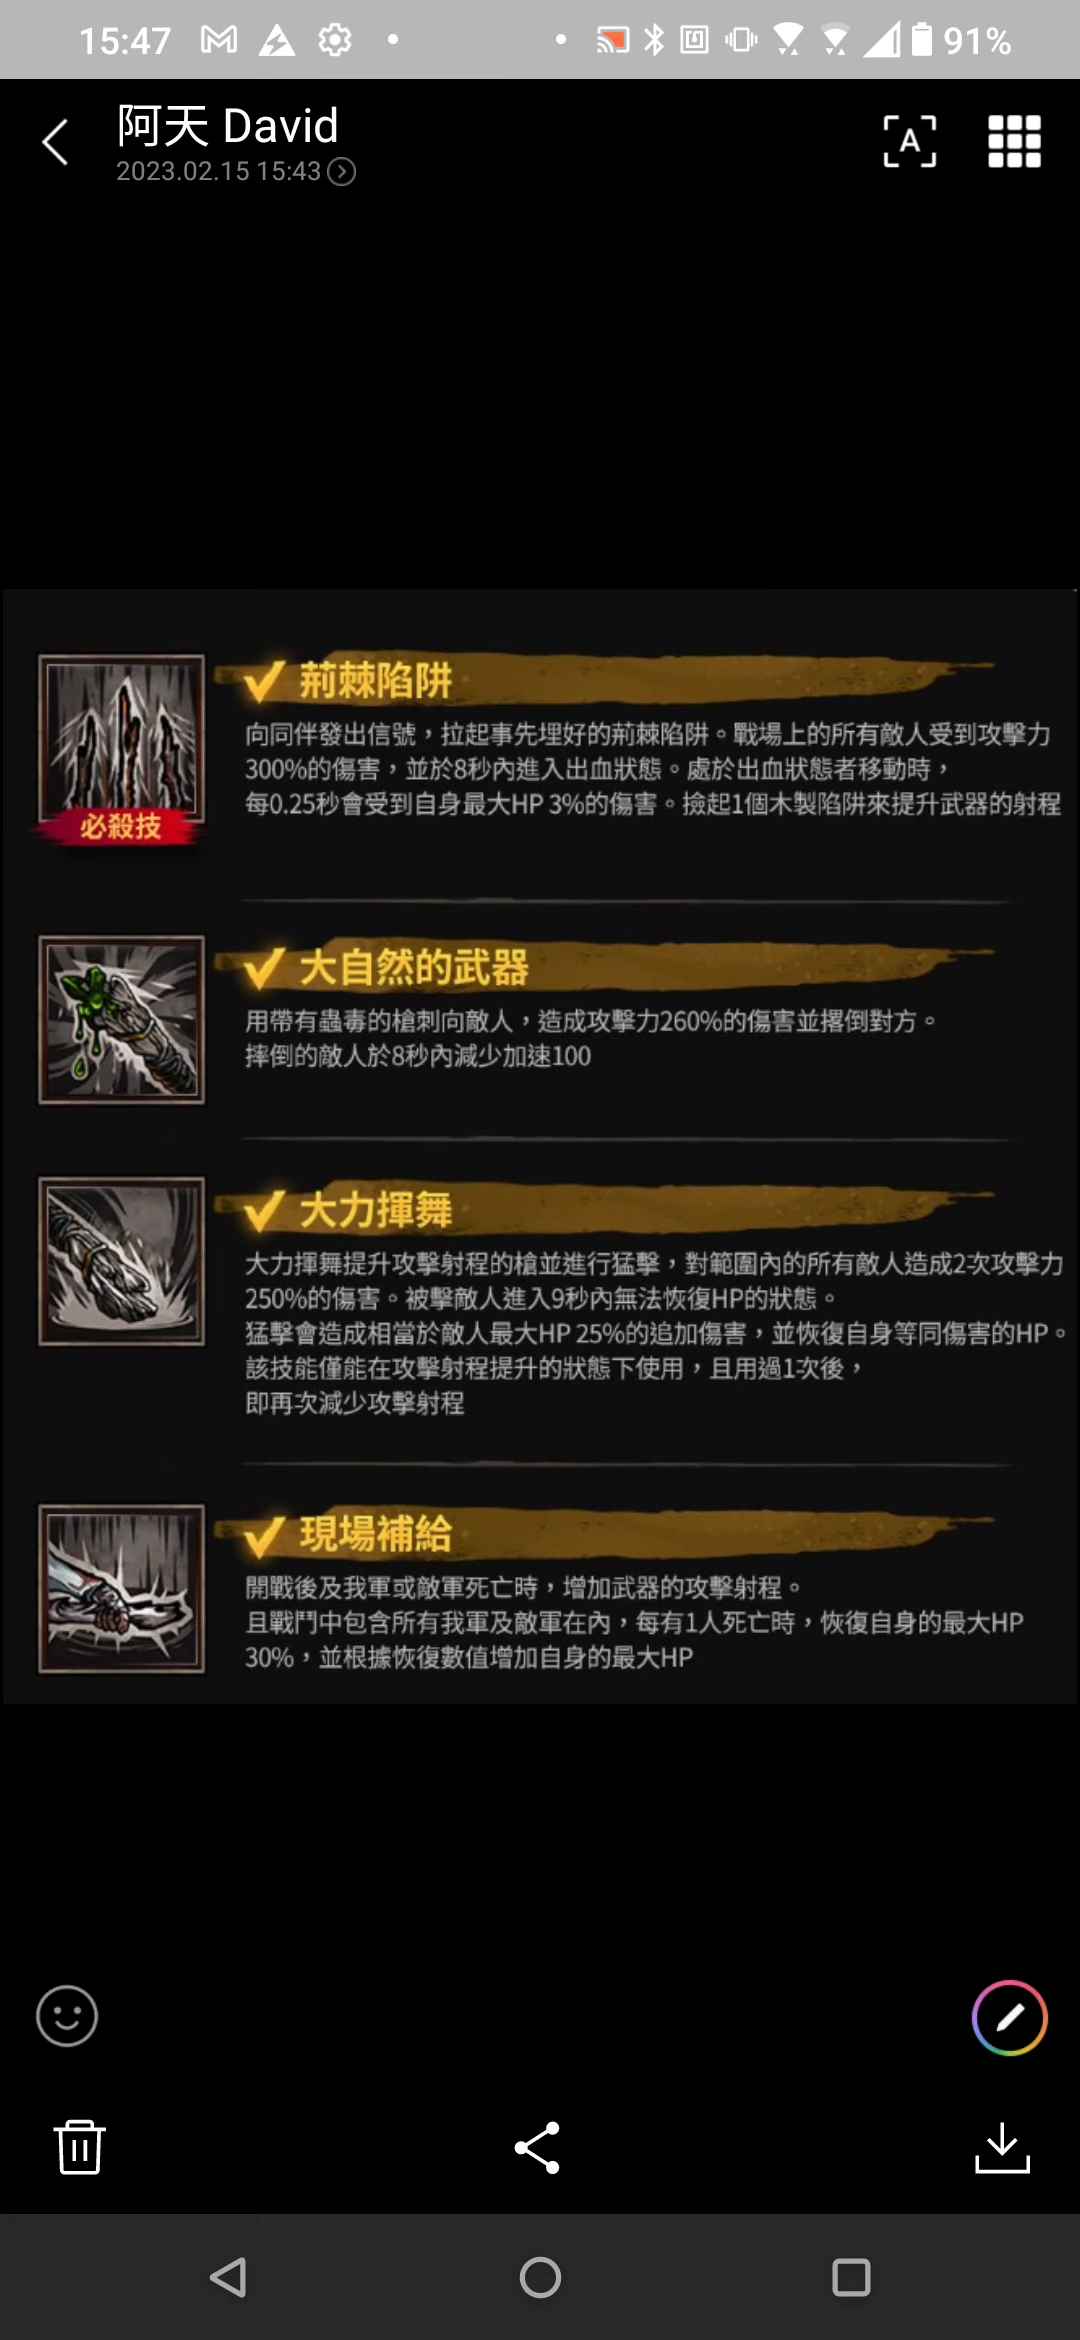 15:47
91%
阿天 David
2023.02.15 15:43
A
荊棘陷阱
向同伴發出信號，拉起事先埋好的荊棘陷阱。戰場上的所有敵人受到攻擊力
300%的傷害，並於8秒內進入出血狀態。處於出血狀態者移動時，
每0.25秒會受到自身最大HP 3%的傷害。撿起1個木製陷阱來提升武器的射程
必殺技
大自然的武器
用帶有蟲毒的槍刺向敵人，造成攻擊力260%的傷害並撂倒對方。
摔倒的敵人於8秒內減少加速100
大力揮舞
大力揮舞提升攻擊射程的槍並進行猛擊，對範圍內的所有敵人造成2次攻擊力
250%的傷害。被擊敵人進入9秒內無法恢復HP的狀態。
猛擊會造成相當於敵人最大HP 25%的追加傷害，並恢復自身等同傷害的HP。
該技能僅能在攻擊射程提升的狀態下使用，且用過1次後，
即再次減少攻擊射程
現場補給
開戰後及我軍或敵軍死亡時，增加武器的攻擊射程。
且戰鬥中包含所有我軍及敵軍在內，每有1人死亡時，恢復自身的最大HP
30%，並根據恢復數值增加自身的最大HP